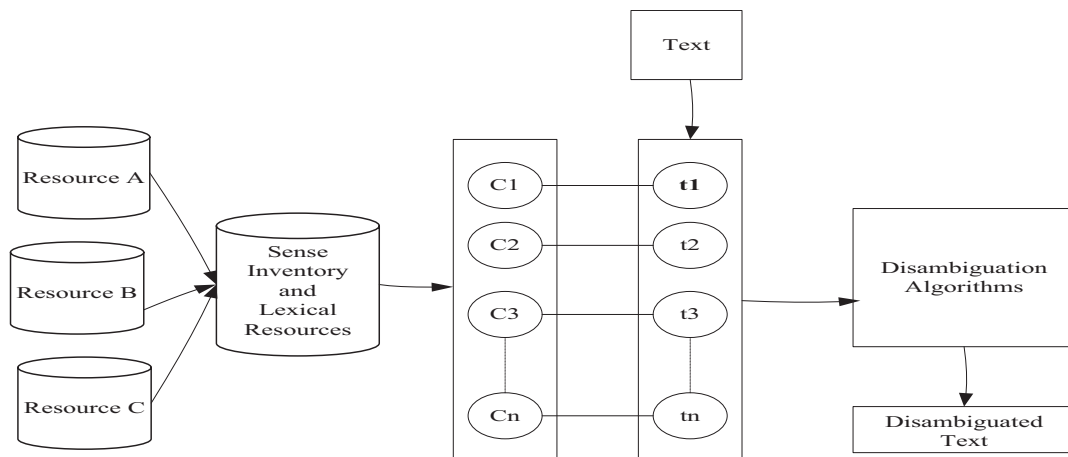 Text
Resource A
Resource B
Resource C
Sense
Inventory
and
Lexical
Resources
C1
C2
C3
Cn
t1
t2
t3
tn
Disambiguation
Algorithms
Disambiguated
Text